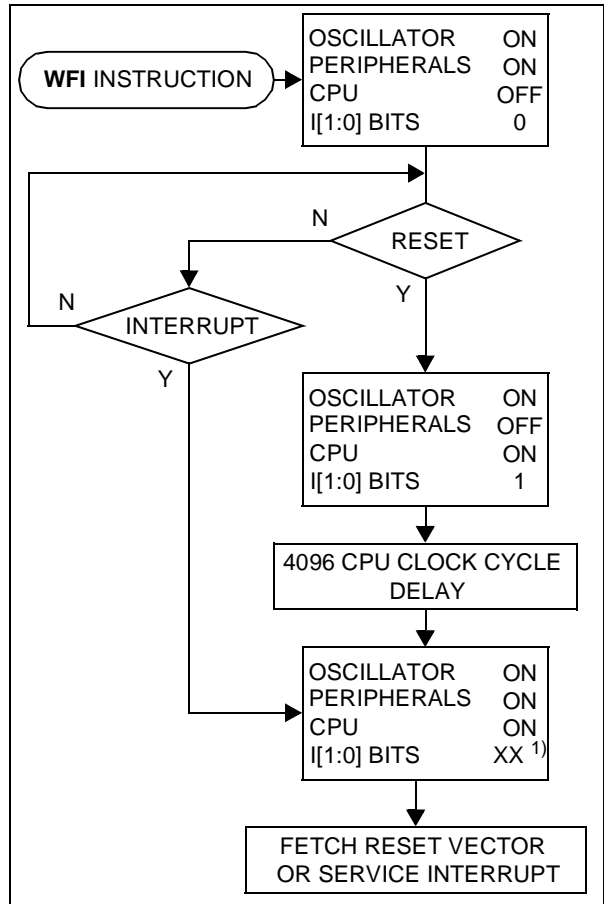 WFI INSTRUCTION
OSCILLATOR ON
PERIPHERALS ON
CPU OFF
I[1:0] BITS 0
N
RESET
Y
N
INTERRUPT
Y
OSCILLATOR ON
PERIPHERALS OFF
CPU ON
I[1:0] BITS 1
4096 CPU CLOCK CYCLE
DELAY
OSCILLATOR ON
PERIPHERALS ON
CPU ON
I[1:0] BITS XX 1)
FETCH RESET VECTOR
OR SERVICE INTERRUPT